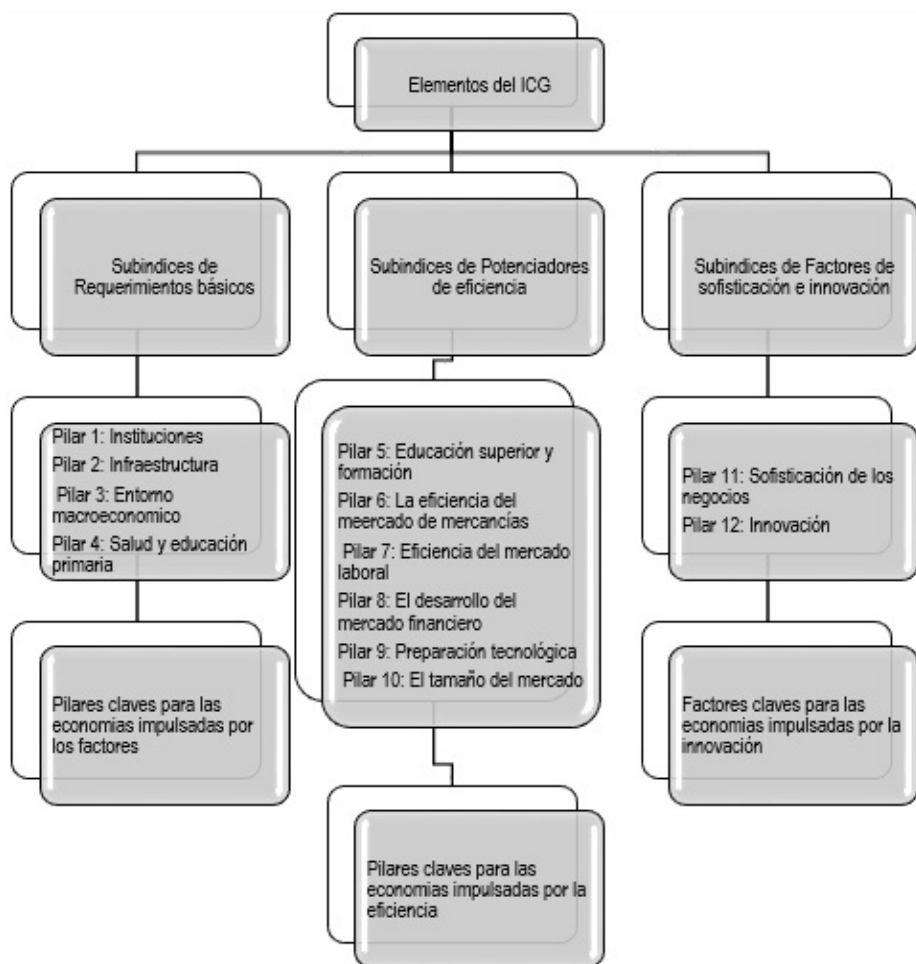 Elementos del ICG
Subindices de
Requerimientos básicos
Subindices de Potenciadores
de eficiencia
Subindices de Factores de
sofisticación e innovación
Pilar 1: Instituciones
Pilar 2: Infraestructura
Pilar 3: Entorno
macroeconomico
Pilar 4: Salud y educación
primaria
Pilar 5: Educación superior y
formación
Pilar 6: La eficiencia del
meercado de mercancías
Pilar 7: Eficiencia del mercado
laboral
Pilar 8: El desarrollo del
mercado financiero
Pilar 9: Preparación tecnológica
Pilar 10: El tamaño del mercado
Pilar 11: Sofisticación de los
negocios
Pilar 12: Innovación
Pilares claves para las
economias impulsadas por
los factores
Pilares claves para las
economias impulsadas por la
eficiencia
Factores claves para las
economias impulsadas por la
innovación